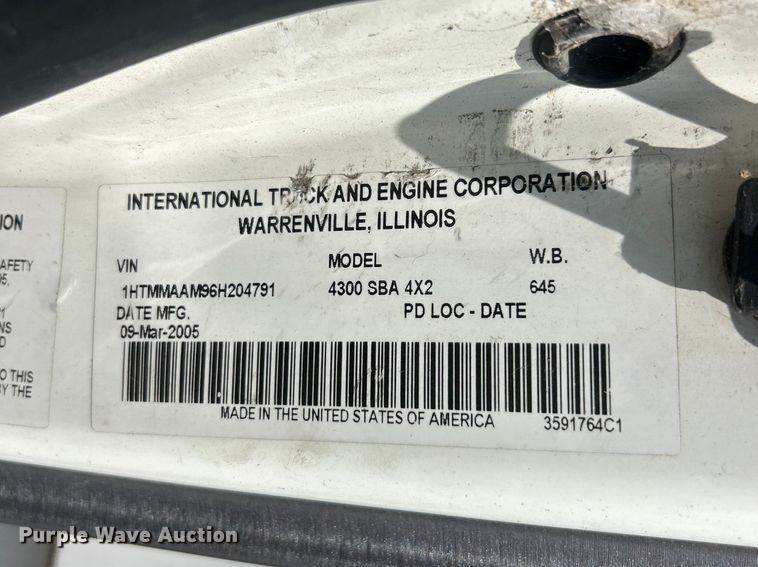 ION
AFETY
NS
O THIS
BY THE
INTERNATIONAL TRUCK AND ENGINE CORPORATION
WARRENVILLE, ILLINOIS
VIN MODEL W.B.
1HTMMAAM96H204791 4300 SBA 4X2 645
DATE MFG. PD LOC - DATE
09-Mar-2005
MADE IN THE UNITED STATES OF AMERICA 3591764C1
Purple Wave Auction